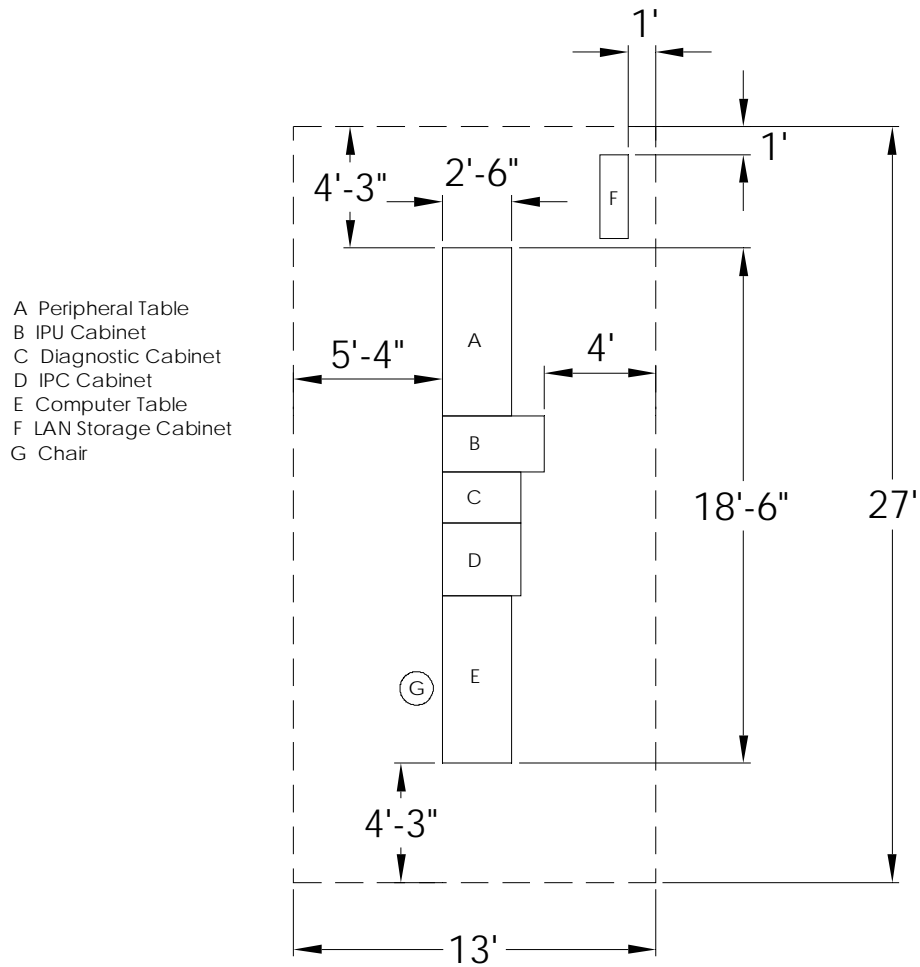 1'
1'
4'-3"
2'-6"
F
A Peripheral Table
B IPU Cabinet
C Diagnostic Cabinet
D IPC Cabinet
E Computer Table
F LAN Storage Cabinet
G Chair
5'-4"
A
4'
B
C
18'-6"
27'
D
E
G
4'-3"
13'